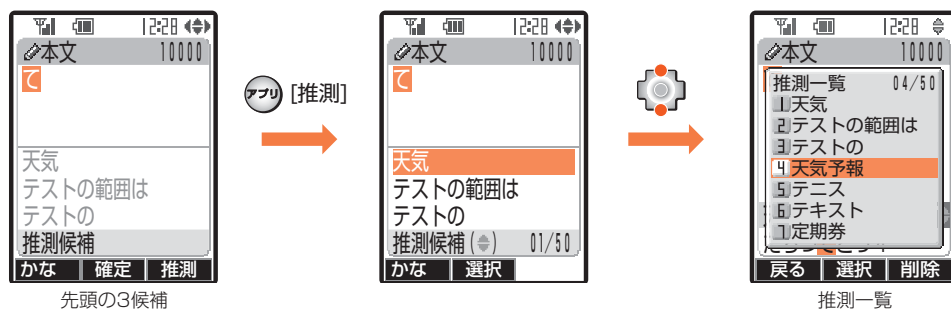 12:28
本文 10000
て
天気
テストの範囲は
テストの
推測候補
かな 確定 推測
先頭の3候補
アプリ [推測]
12:28
本文 10000
て
天気
テストの範囲は
テストの
推測候補( ) 01/50
かな 選択
12:28
本文 10000
推測一覧 04/50
1天気
2テストの範囲は
3テストの
4天気予報
5テニス
6テキスト
7定期券
戻る 選択 削除
推測一覧